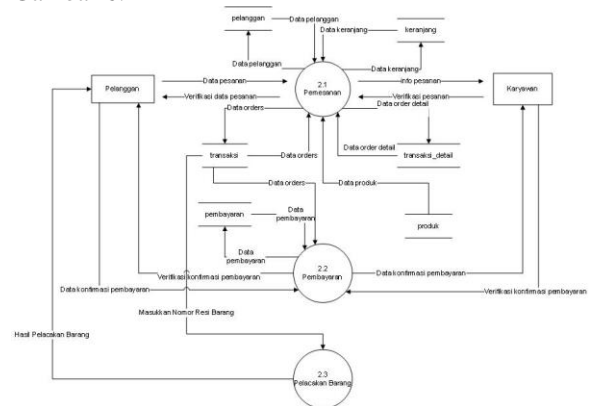 pelanggan
Data pelanggan
Data keranjang
keranjang
Data pelanggan
Data keranjang
Pelanggan
Data pesanan
2.1
Pemesanan
Info pesanan
Karyawan
Verifikasi data pesanan
Verifikasi pesanan
Data orders
Data order detail
transaksi
Data orders
Data order detail
transaksi_detail
Data orders
Data produk
pembayaran
Data
pembayaran
produk
Data
pembayaran
2.2
Pembayaran
Verifikasi konfirmasi pembayaran
Data konfirmasi pembayaran
Data konfirmasi pembayaran
Verifikasi konfirmasi pembayaran
Masukkan Nomor Resi Barang
Hasil Pelacakan Barang
2.3
Pelacakan Barang